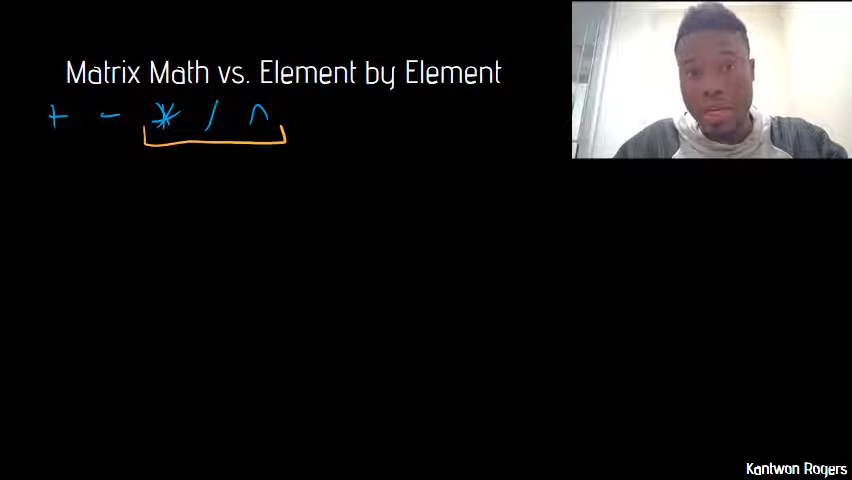 Matrix Math vs. Element by Element
+ - * / ^
Kantwon Rogers